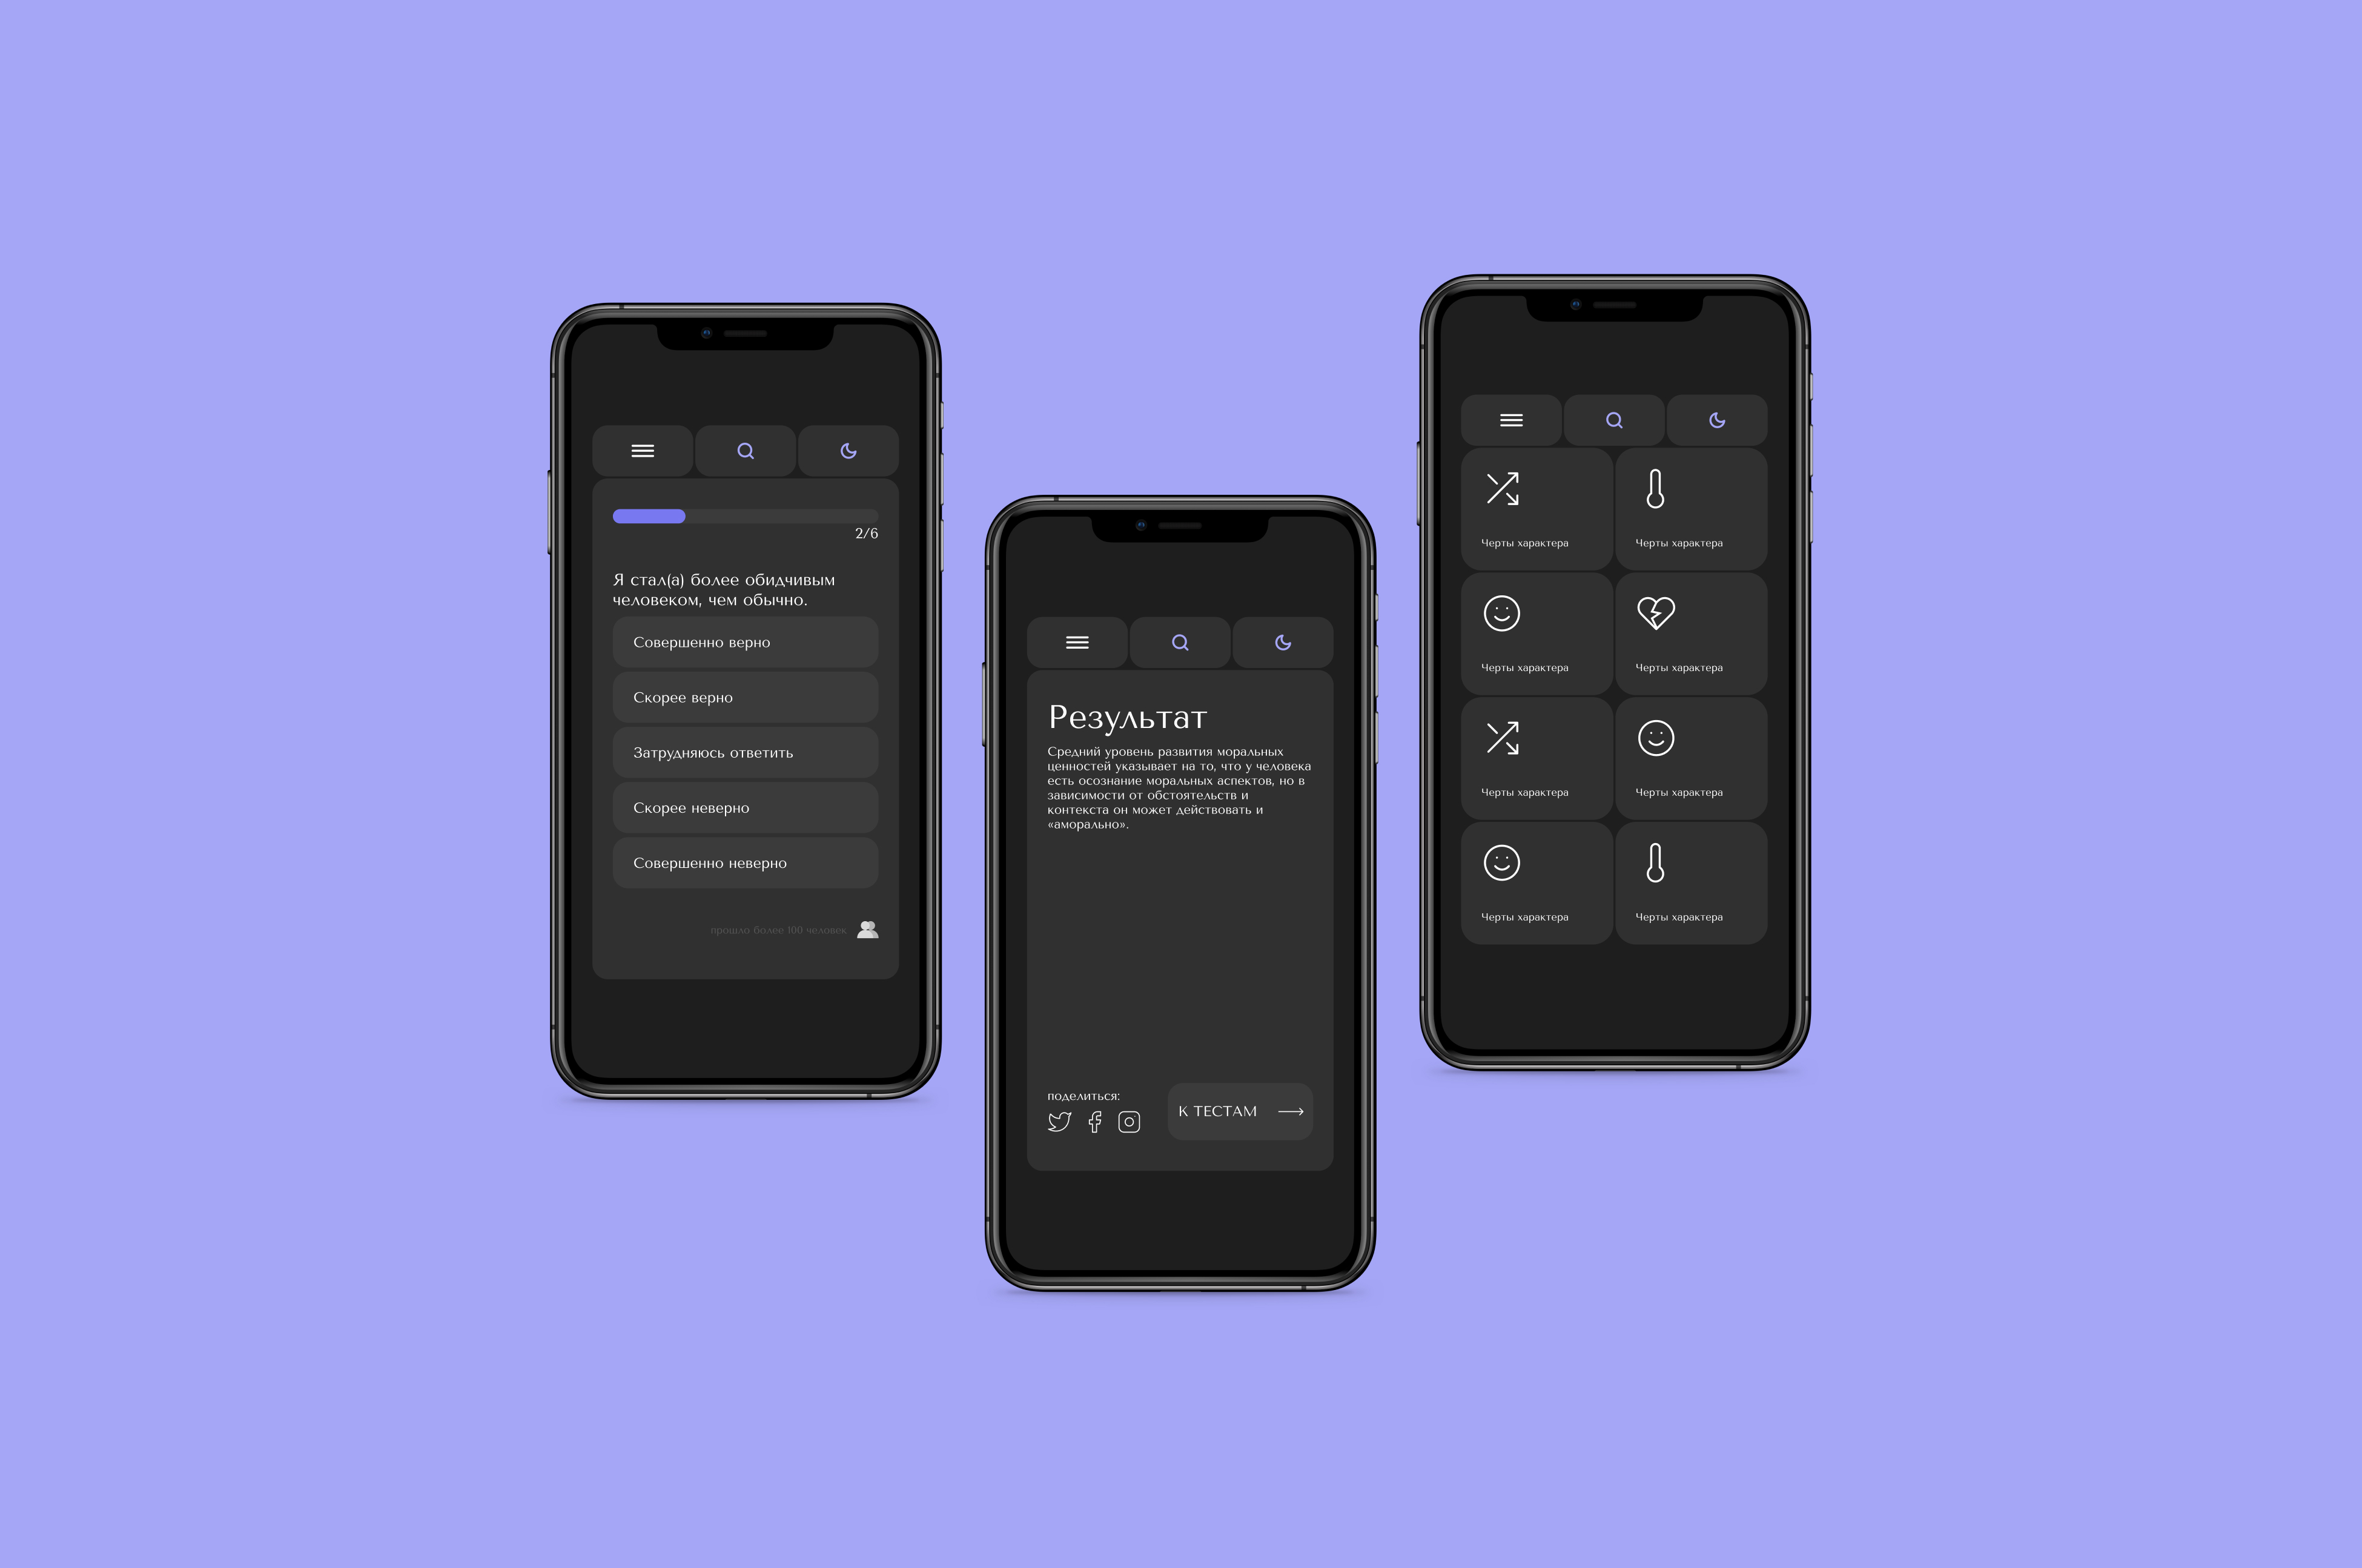 2/6
Я стал(а) более обидчивым
человеком, чем обычно.
Совершенно верно
Скорее верно
Затрудняюсь ответить
Скорее неверно
Совершенно неверно
прошло более 100 человек
Результат
Средний уровень развития моральных
ценностей указывает на то, что у человека
есть осознание моральных аспектов, но в
зависимости от обстоятельств и
контекста он может действовать и
«аморально».
поделиться:
К ТЕСТАМ
Черты характера
Черты характера
Черты характера
Черты характера
Черты характера
Черты характера
Черты характера
Черты характера